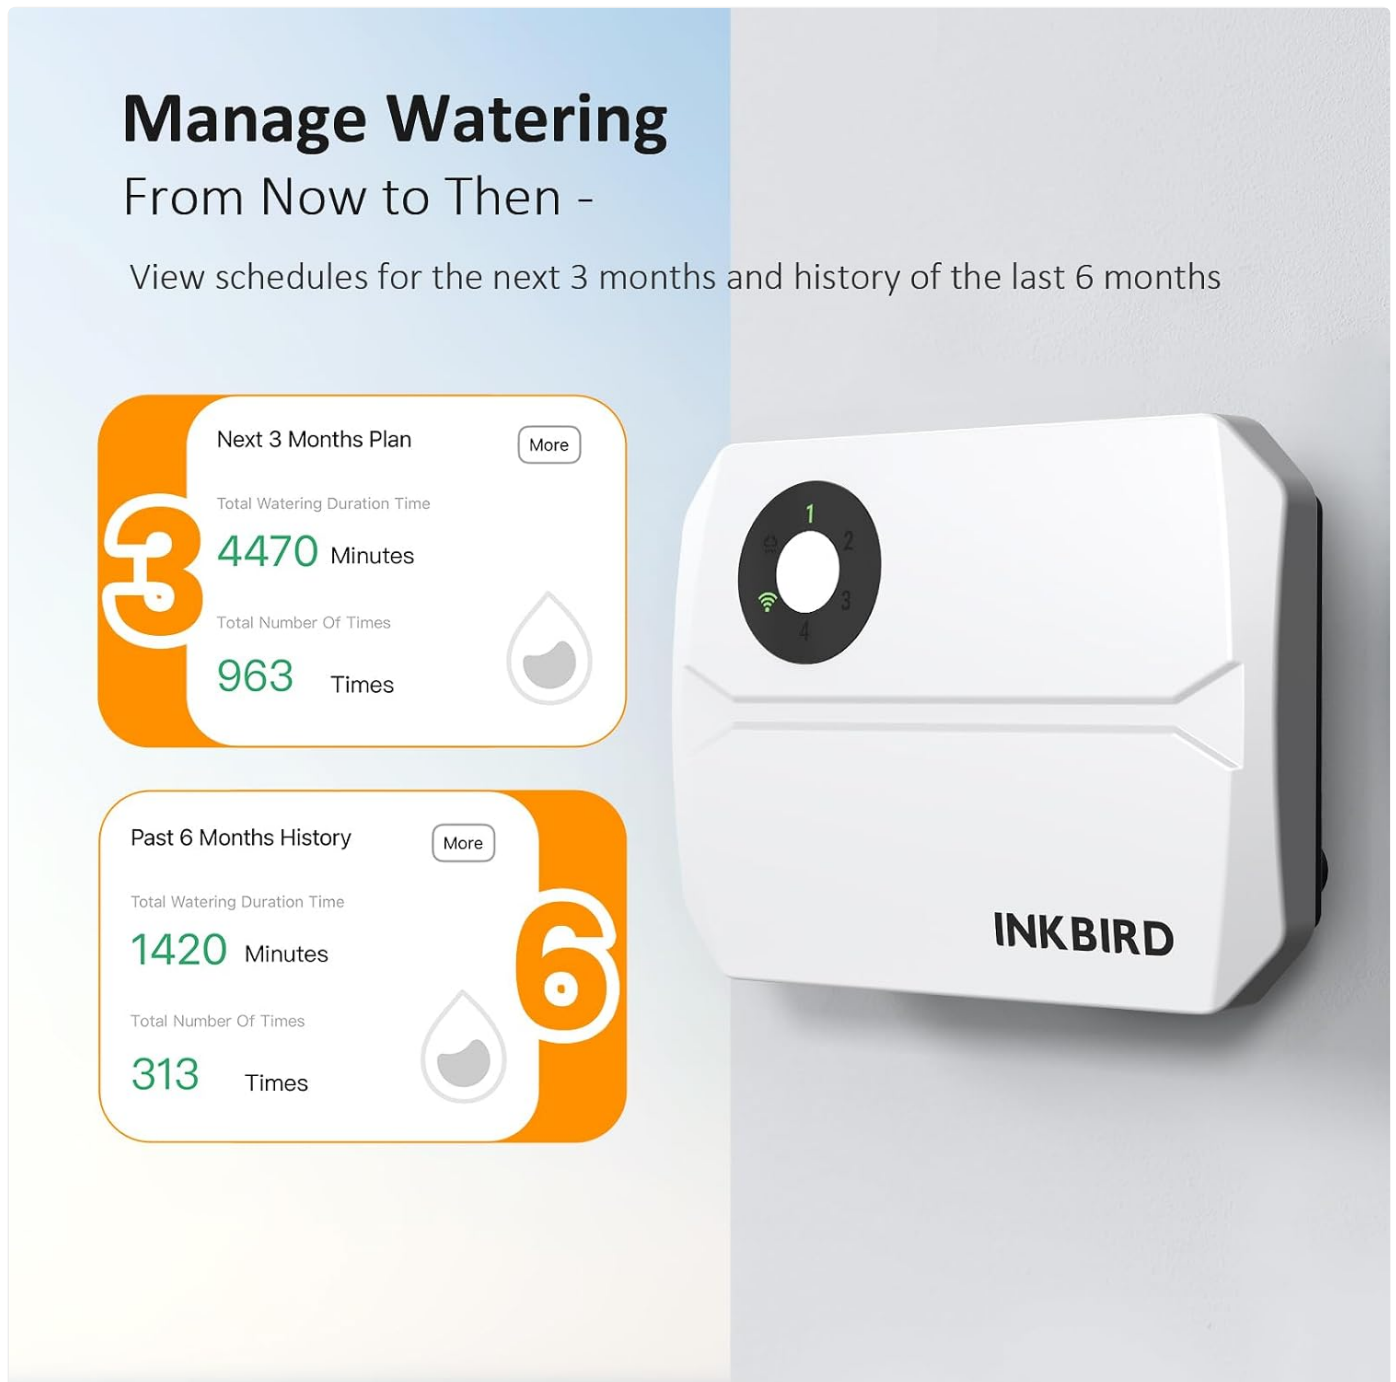 Manage Watering
From Now to Then -
View schedules for the next 3 months and history of the last 6 months
3
Next 3 Months Plan
More
Total Watering Duration Time
4470 Minutes
Total Number Of Times
963 Times
Past 6 Months History
More
Total Watering Duration Time
1420 Minutes
Total Number Of Times
313 Times
6
1
2
3
4
INKBIRD